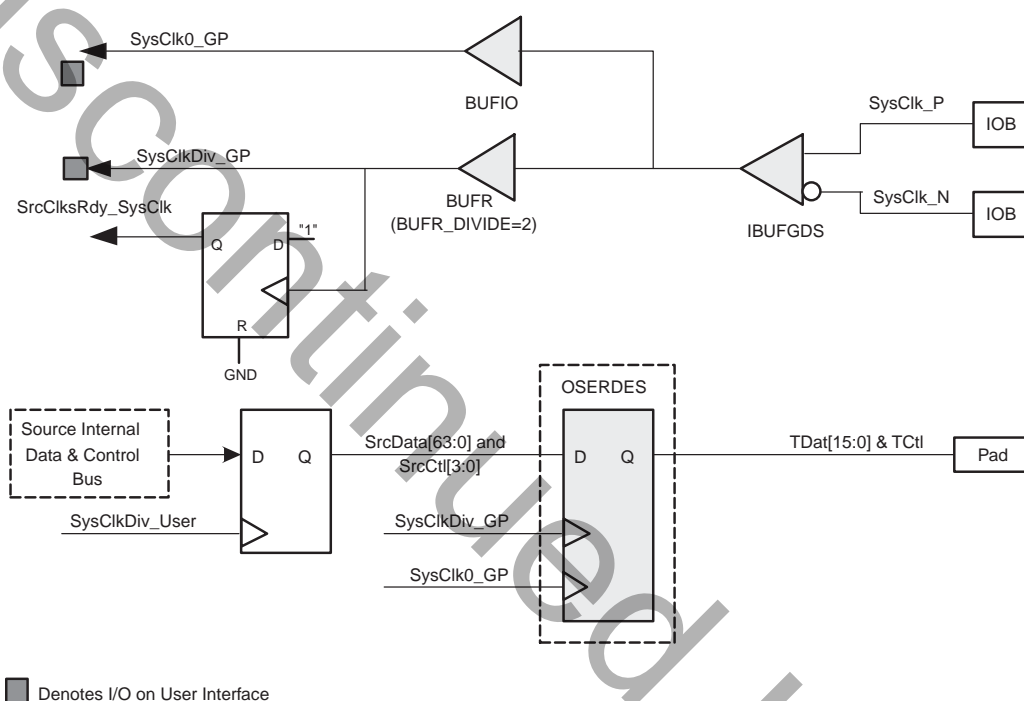 SysClk0_GP
BUFIO
SysClk_P
IOB
SysClkDiv_GP
BUFR
(BUFR_DIVIDE=2)
SysClk_N
IOB
IBUFGDS
SrcClksRdy_SysClk
Q
D
"1"
R
GND
OSERDES
Source Internal
Data & Control
Bus
D
Q
SrcData[63:0] and
SrcCtl[3:0]
D
Q
TDat[15:0] & TCtl
Pad
SysClkDiv_User
SysClkDiv_GP
SysClk0_GP
Denotes I/O on User Interface
iscontinued